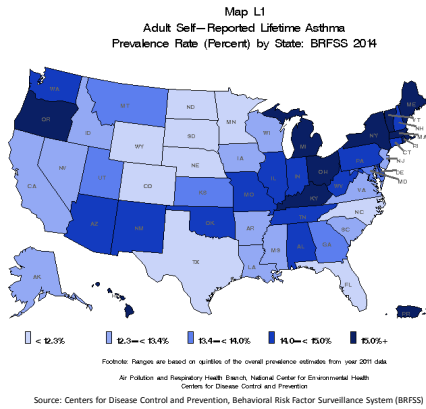 Map L1
Adult Self-Reported Lifetime Asthma
Prevalence Rate (Percent) by State: BRFSS 2014
WA
MT
ND
MN
ME
OR
ID
SD
WI
MI
NY
VT
NH
MA
RI
CT
NJ
DE
MD
WY
IA
NE
PA
NV
UT
CO
IL
IN
OH
WV
VA
CA
KS
MO
KY
NC
AZ
NM
OK
TN
AR
SC
MS
AL
GA
TX
LA
FL
AK
< 12.3%
12.3-< 13.4%
13.4-< 14.0%
14.0-< 15.0%
15.0%+
Footnote: Ranges are based on quintiles of the overall prevalence estimates from year 2011 data
Air Pollution and Respiratory Health Branch, National Center for Environmental Health
Centers for Disease Control and Prevention
Source: Centers for Disease Control and Prevention, Behavioral Risk Factor Surveillance System (BRFSS)